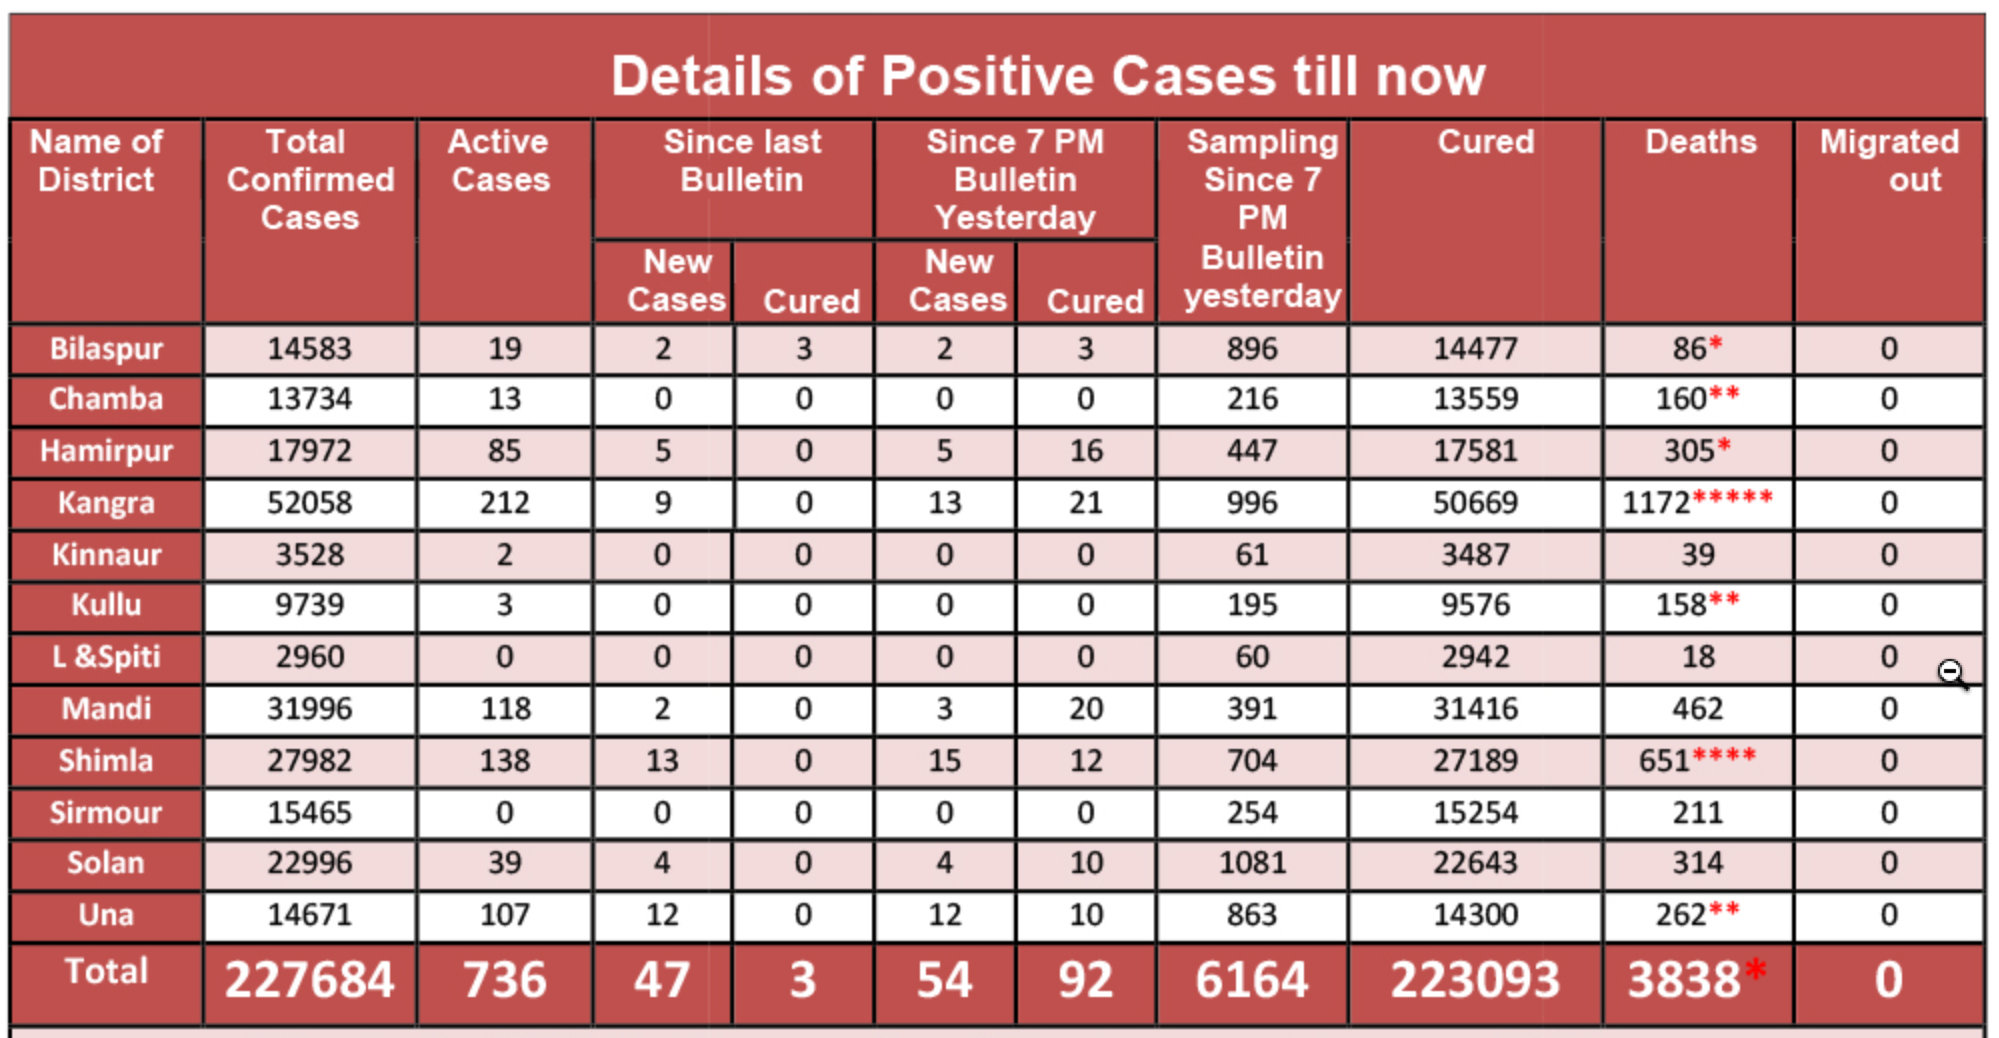 Details of Positive Cases till now
Name of District Total Confirmed Cases Active Cases Since last Bulletin Since 7 PM Bulletin Yesterday Sampling Since 7 PM Bulletin yesterday Cured Deaths Migrated out
New Cases Cured New Cases Cured
Bilaspur 14583 19 2 3 2 3 896 14477 86* 0
Chamba 13734 13 0 0 0 0 216 13559 160** 0
Hamirpur 17972 85 5 0 5 16 447 17581 305* 0
Kangra 52058 212 9 0 13 21 996 50669 1172***** 0
Kinnaur 3528 2 0 0 0 0 61 3487 39 0
Kullu 9739 3 0 0 0 0 195 9576 158** 0
L &Spiti 2960 0 0 0 0 0 60 2942 18 0
Mandi 31996 118 2 0 3 20 391 31416 462 0
Shimla 27982 138 13 0 15 12 704 27189 651**** 0
Sirmour 15465 0 0 0 0 0 254 15254 211 0
Solan 22996 39 4 0 4 10 1081 22643 314 0
Una 14671 107 12 0 12 10 863 14300 262** 0
Total 227684 736 47 3 54 92 6164 223093 3838* 0